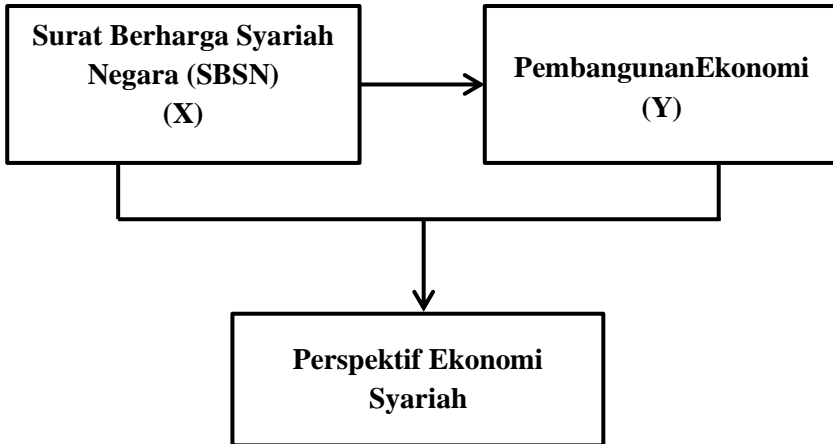 Surat Berharga Syariah
Negara (SBSN)
(X)
PembangunanEkonomi
(Y)
Perspektif Ekonomi
Syariah